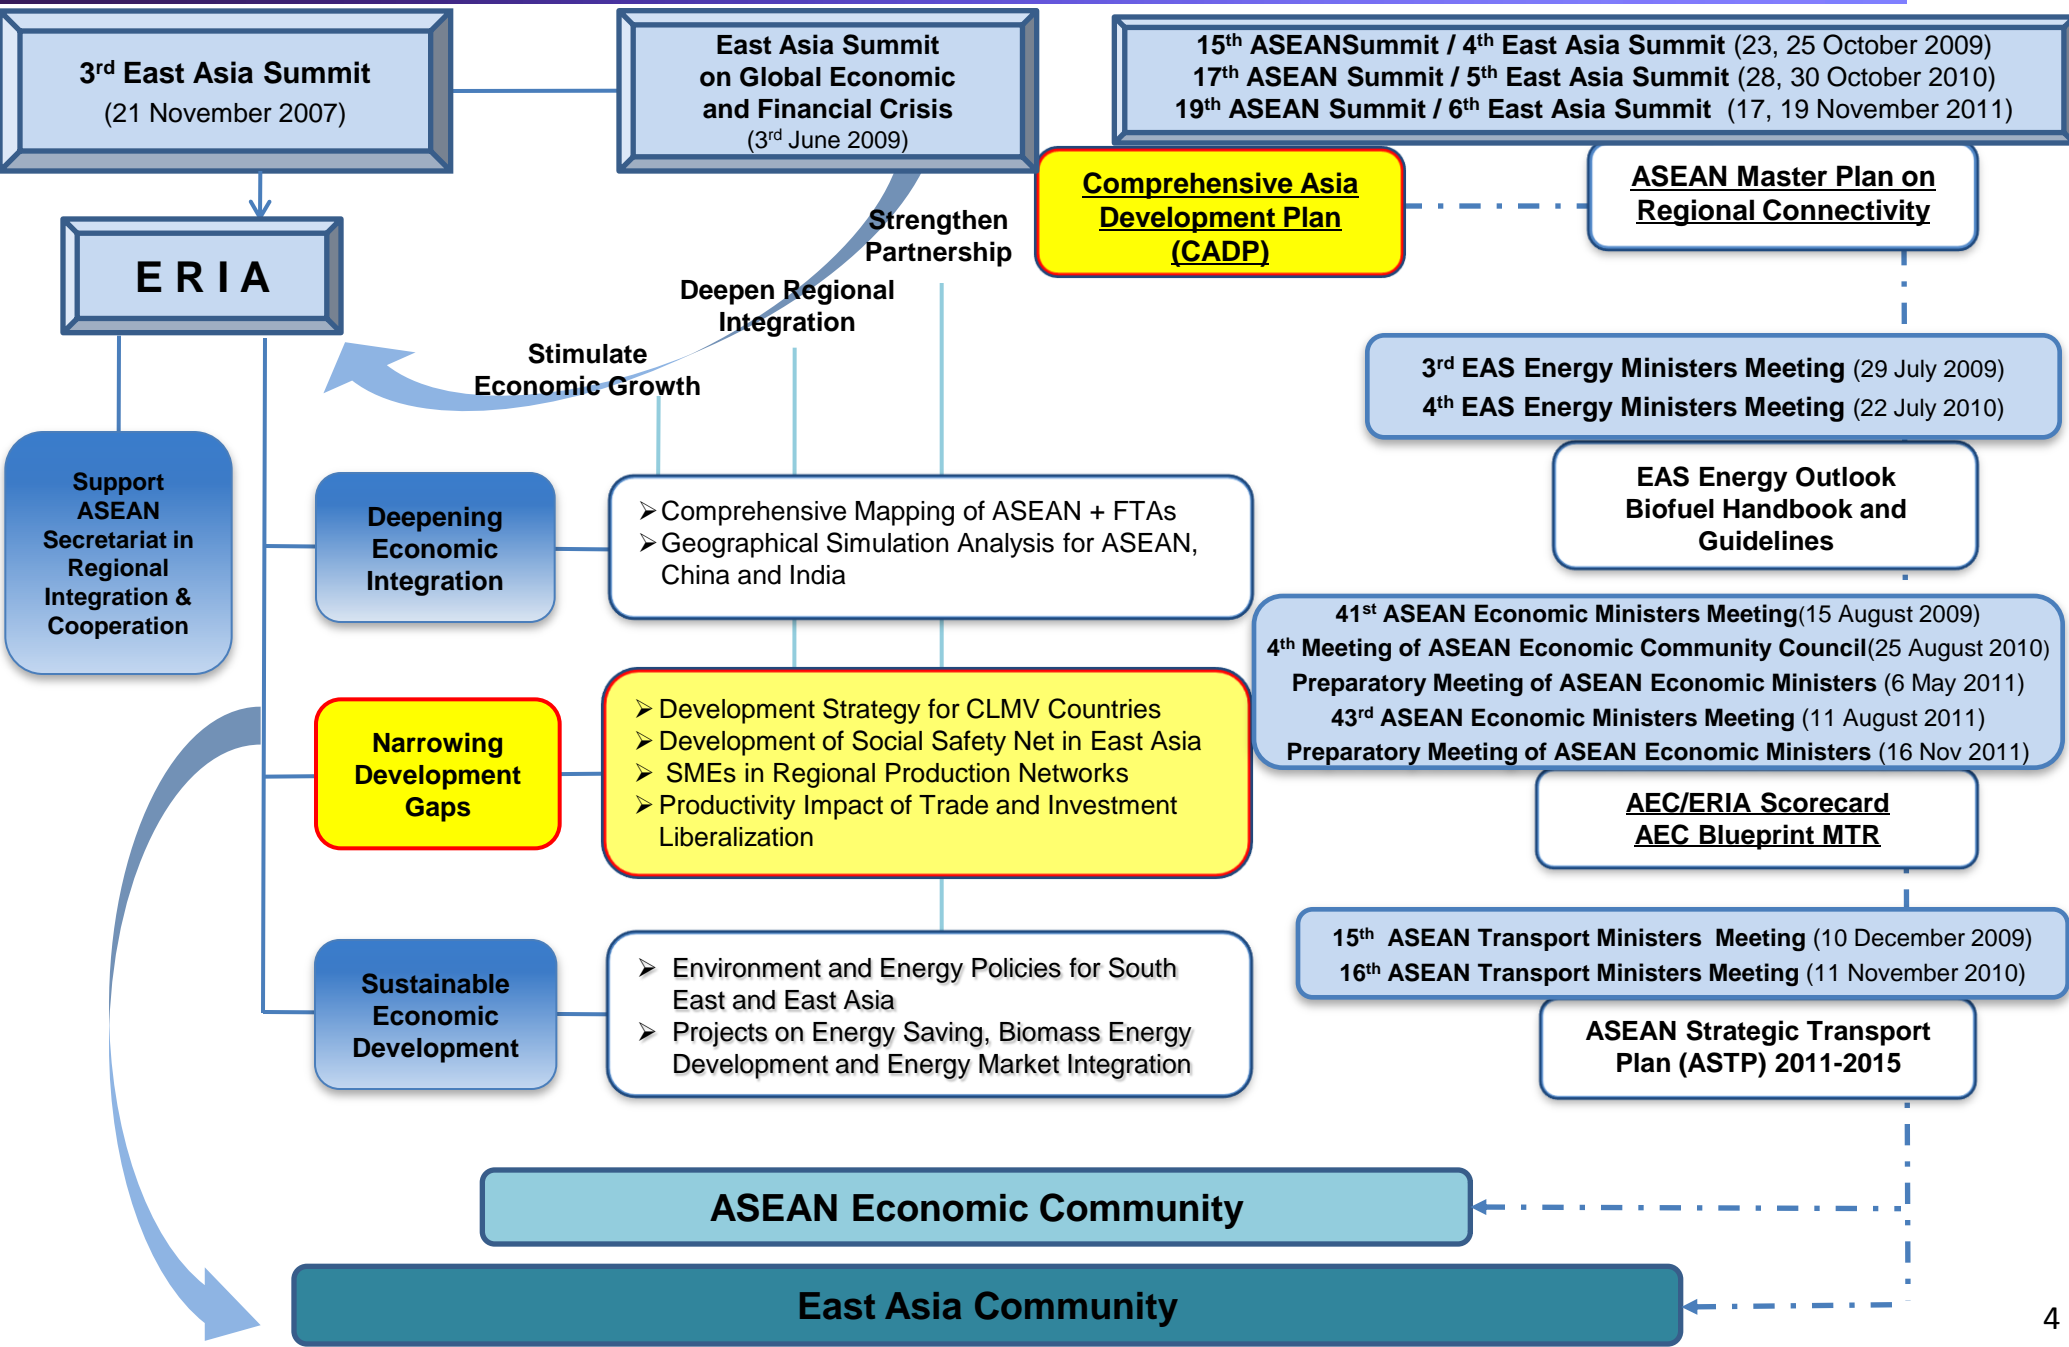 3rd East Asia Summit
(21 November 2007)
East Asia Summit
on Global Economic
and Financial Crisis
(3rd June 2009)
15th ASEANSummit / 4th East Asia Summit (23, 25 October 2009)
17th ASEAN Summit / 5th East Asia Summit (28, 30 October 2010)
19th ASEAN Summit / 6th East Asia Summit (17, 19 November 2011)
Comprehensive Asia
Development Plan
(CADP)
ASEAN Master Plan on
Regional Connectivity
E R I A
Strengthen
Partnership
Deepen Regional
Integration
Stimulate
Economic Growth
3rd EAS Energy Ministers Meeting (29 July 2009)
4th EAS Energy Ministers Meeting (22 July 2010)
EAS Energy Outlook
Biofuel Handbook and
Guidelines
Support
ASEAN
Secretariat in
Regional
Integration &
Cooperation
Deepening
Economic
Integration
➢Comprehensive Mapping of ASEAN + FTAs
➢Geographical Simulation Analysis for ASEAN,
China and India
41st ASEAN Economic Ministers Meeting(15 August 2009)
4th Meeting of ASEAN Economic Community Council(25 August 2010)
Preparatory Meeting of ASEAN Economic Ministers (6 May 2011)
43rd ASEAN Economic Ministers Meeting (11 August 2011)
Preparatory Meeting of ASEAN Economic Ministers (16 Nov 2011)
Narrowing
Development
Gaps
➢Development Strategy for CLMV Countries
➢Development of Social Safety Net in East Asia
➢ SMEs in Regional Production Networks
➢Productivity Impact of Trade and Investment
Liberalization
AEC/ERIA Scorecard
AEC Blueprint MTR
15th ASEAN Transport Ministers Meeting (10 December 2009)
16th ASEAN Transport Ministers Meeting (11 November 2010)
Sustainable
Economic
Development
➢ Environment and Energy Policies for South
East and East Asia
➢ Projects on Energy Saving, Biomass Energy
Development and Energy Market Integration
ASEAN Strategic Transport
Plan (ASTP) 2011-2015
ASEAN Economic Community
East Asia Community
4